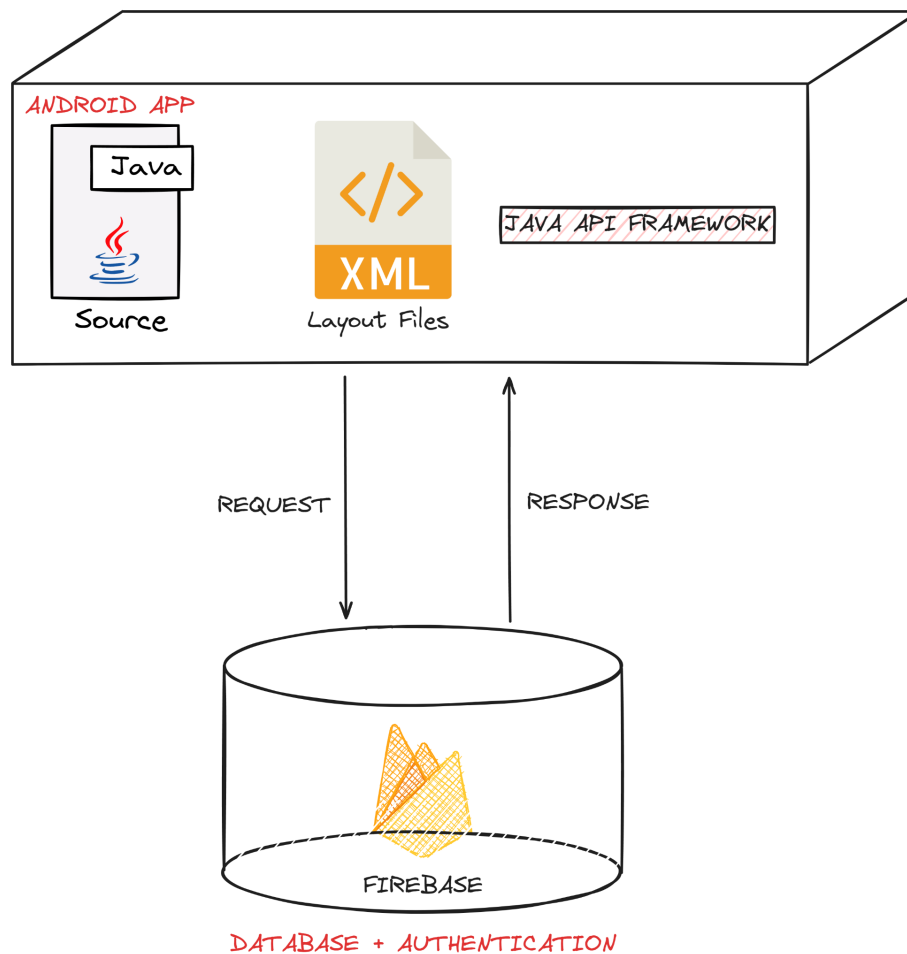 ANDROID APP
Java
Source
</>
XML
Layout Files
JAVA API FRAMEWORK
REQUEST
RESPONSE
FIREBASE
DATABASE + AUTHENTICATION